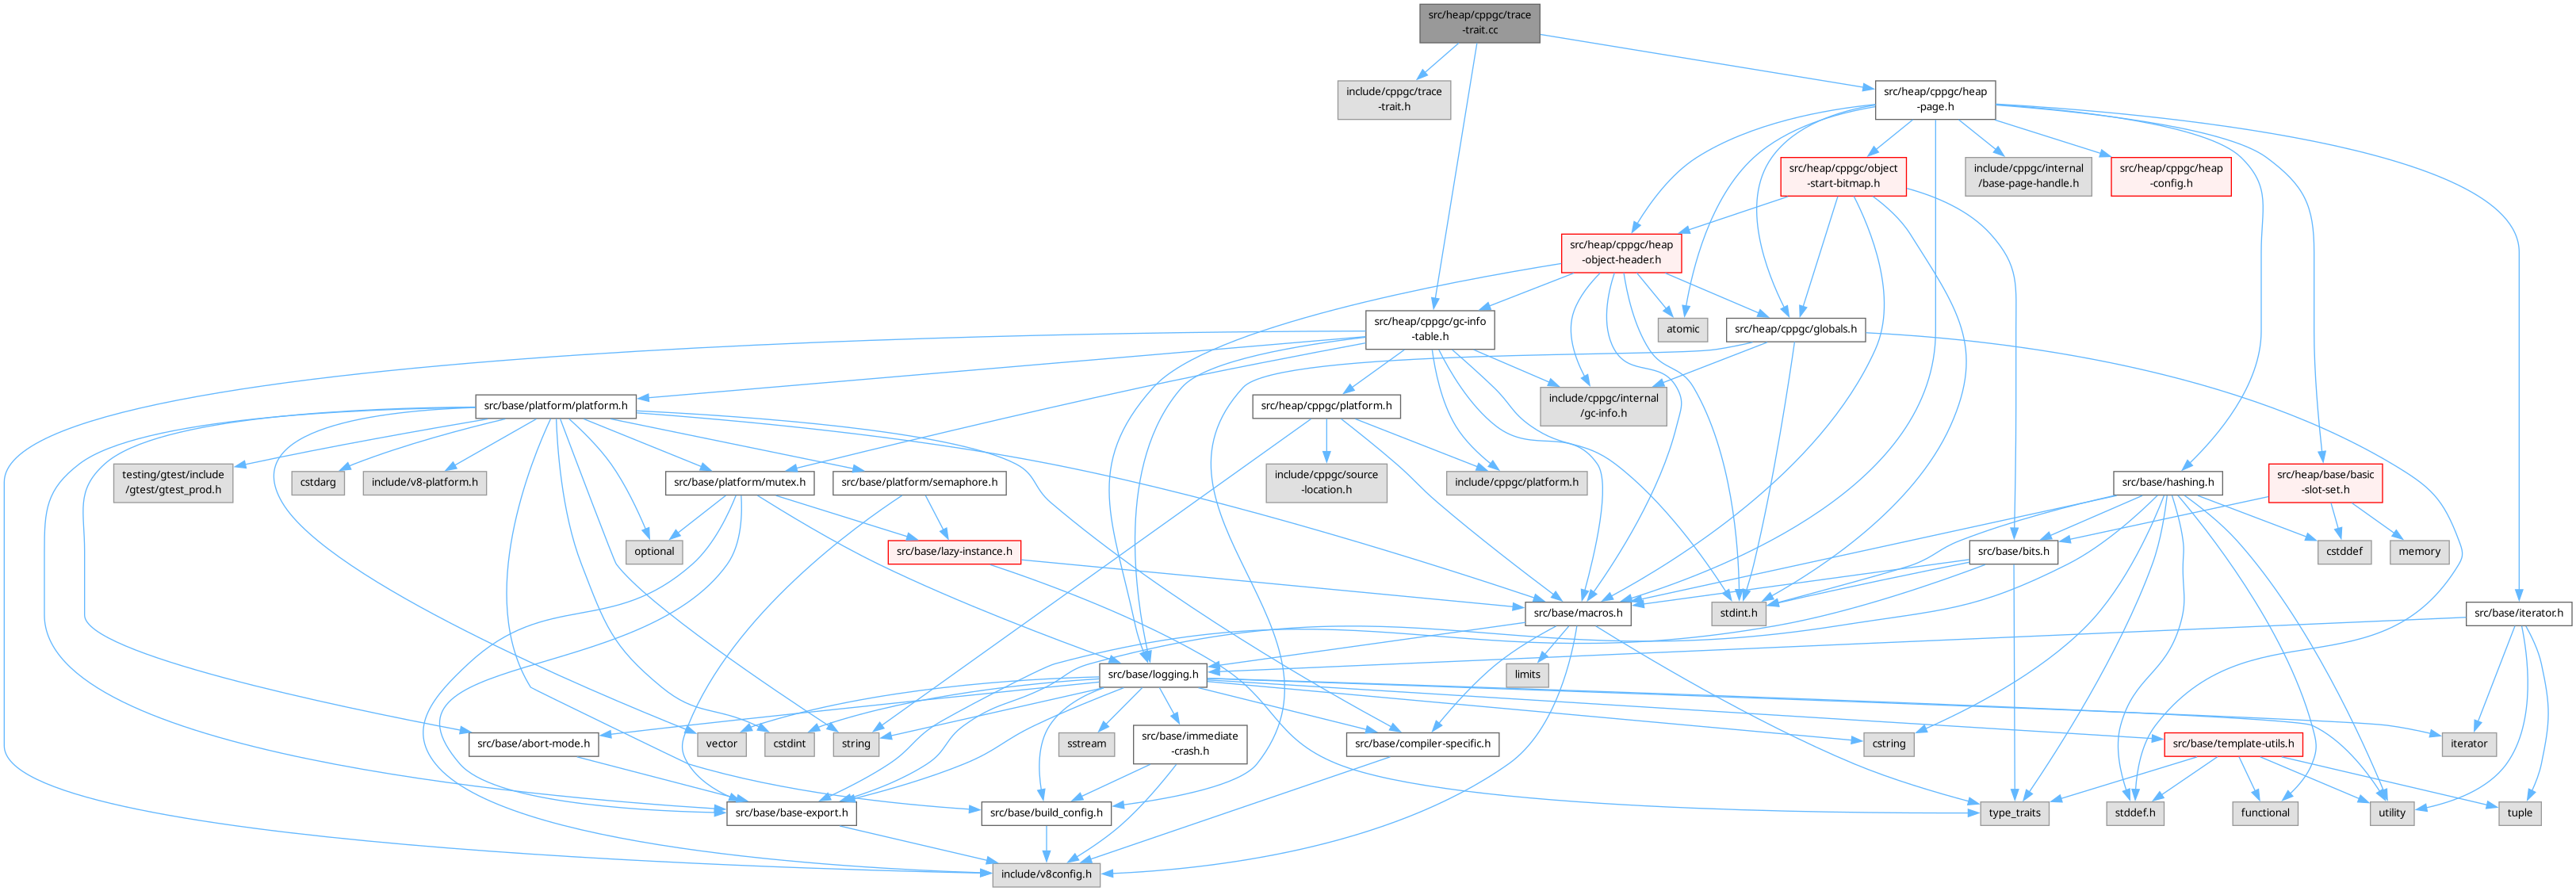 src/heap/cppgc/trace
-trait.cc
include/cppgc/trace
-trait.h
src/heap/cppgc/heap
-page.h
src/heap/cppgc/object
-start-bitmap.h
include/cppgc/internal
/base-page-handle.h
src/heap/cppgc/heap
-config.h
src/heap/cppgc/heap
-object-header.h
src/heap/cppgc/gc-info
-table.h
atomic
src/heap/cppgc/globals.h
src/base/platform/platform.h
src/heap/cppgc/platform.h
include/cppgc/internal
/gc-info.h
testing/gtest/include
/gtest/gtest_prod.h
cstdarg
include/v8-platform.h
src/base/platform/mutex.h
src/base/platform/semaphore.h
include/cppgc/source
-location.h
include/cppgc/platform.h
src/base/hashing.h
src/heap/base/basic
-slot-set.h
optional
src/base/lazy-instance.h
src/base/bits.h
cstddef
memory
src/base/macros.h
stdint.h
src/base/iterator.h
src/base/logging.h
limits
src/base/abort-mode.h
vector
cstdint
string
sstream
src/base/immediate
-crash.h
src/base/compiler-specific.h
cstring
src/base/template-utils.h
iterator
src/base/base-export.h
src/base/build_config.h
type_traits
stddef.h
functional
utility
tuple
include/v8config.h